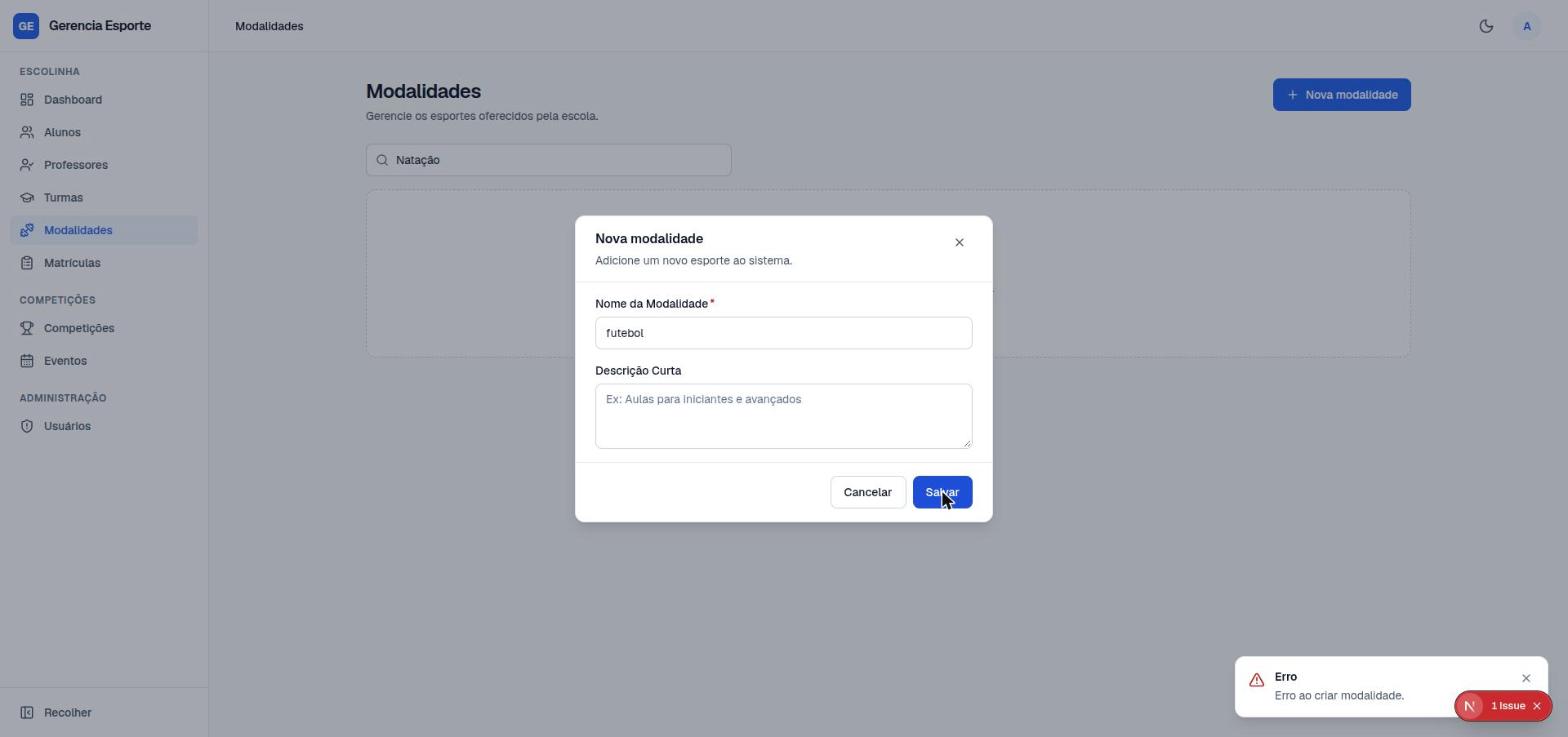 GE Gerencia Esporte
Modalidades
A
ESCOLINHA
Dashboard
Alunos
Professores
Turmas
Modalidades
Matrículas
COMPETIÇÕES
Competições
Eventos
ADMINISTRAÇÃO
Usuários
Recolher
Modalidades
Gerencie os esportes oferecidos pela escola.
Nova modalidade
Natação
Nova modalidade
Adicione um novo esporte ao sistema.
Nome da Modalidade*
futebol
Descrição Curta
Ex: Aulas para iniciantes e avançados
Cancelar
Salvar
Erro
Erro ao criar modalidade.
N 1 Issue